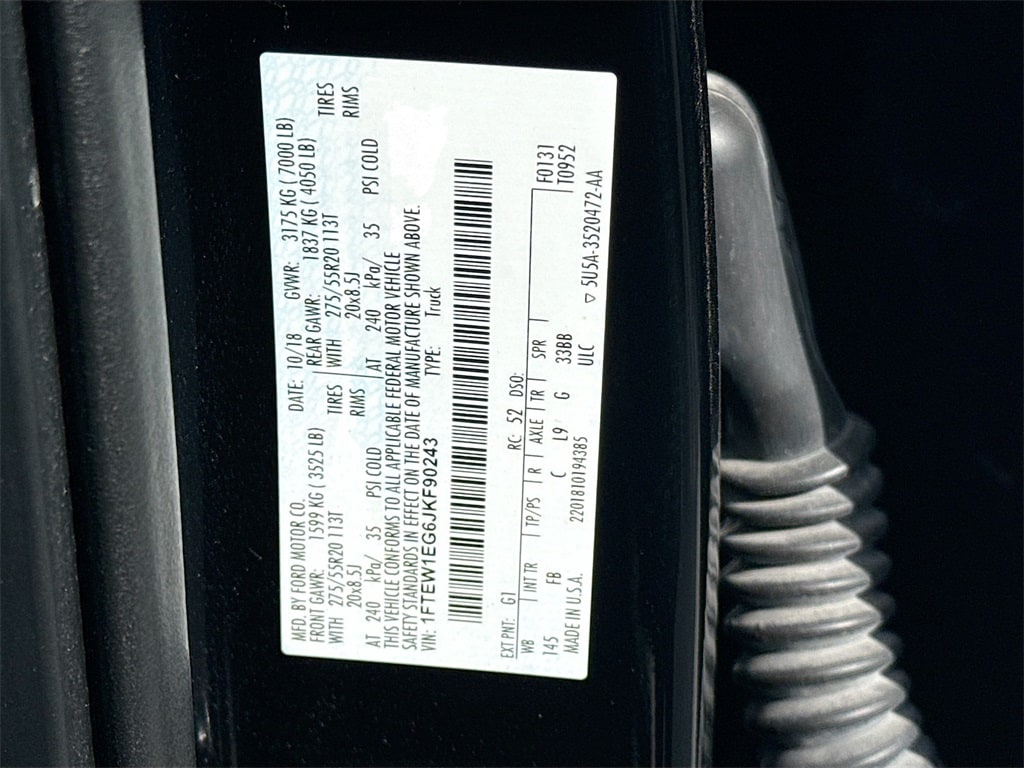 MFD. BY FORD MOTOR CO. DATE: 10/18 GVWR: 3175 KG ( 7000 LB)
FRONT GAWR: 1599 KG ( 3525 LB) REAR GAWR: 1837 KG ( 4050 LB)
WITH 275/55R20 113T TIRES WITH 275/55R20 113T TIRES
20x8.5J RIMS 20x8.5J RIMS
AT 240 kPa/ 35 PSI COLD AT 240 kPa/ 35 PSI COLD
THIS VEHICLE CONFORMS TO ALL APPLICABLE FEDERAL MOTOR VEHICLE
SAFETY STANDARDS IN EFFECT ON THE DATE OF MANUFACTURE SHOWN ABOVE.
VIN: 1FTEW1EG6JKF90243 TYPE: Truck
EXT PNT: G1 RC: 52 DSO: F0131
WB INT TR TP/PS R AXLE TR SPR T0952
145 FB C L9 G 33BB
MADE IN U.S.A. 2201810194385 ULC ▽ 5U5A-3520472-AA